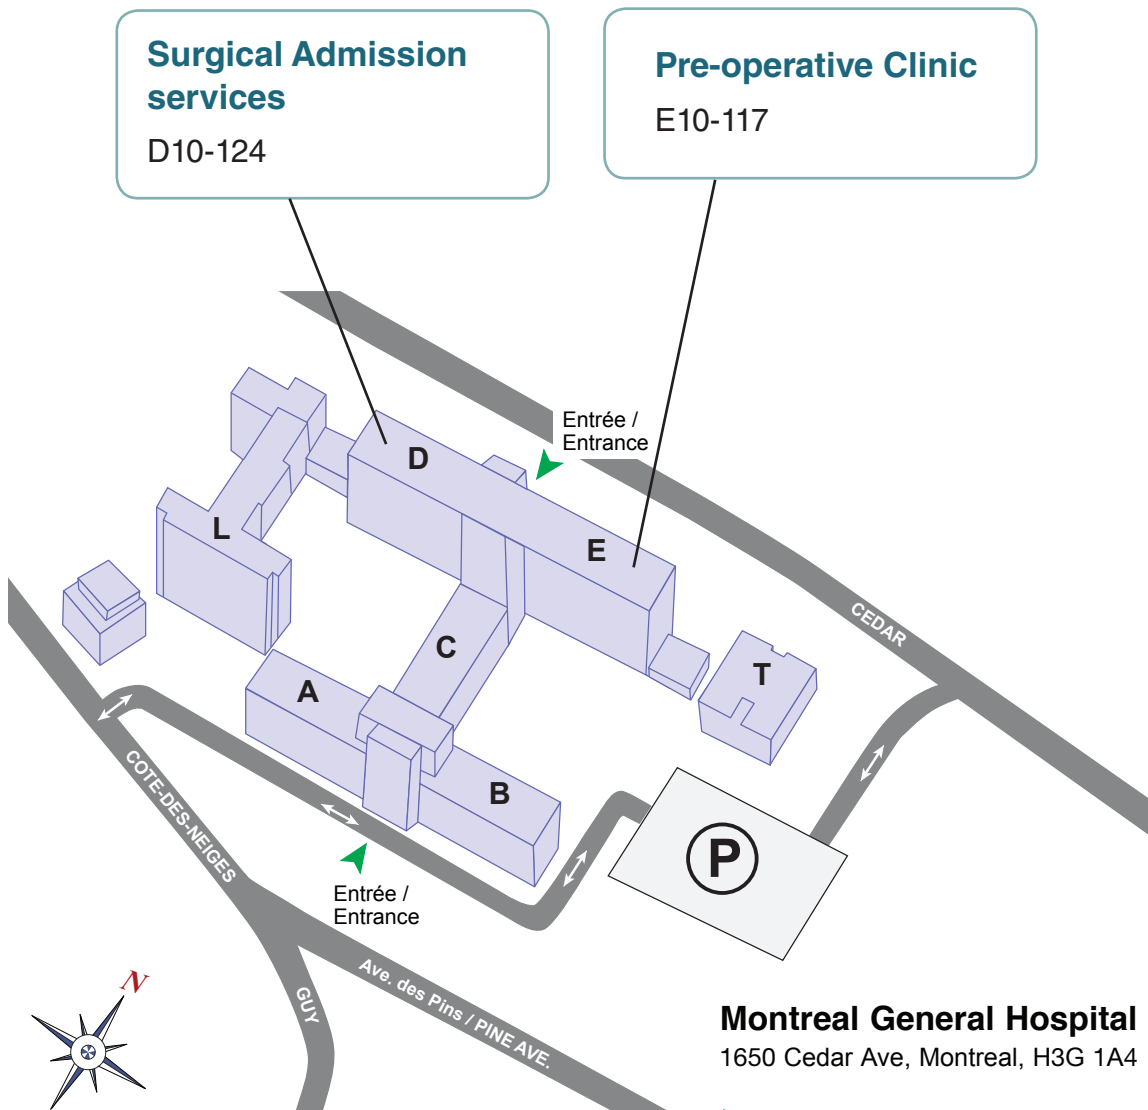 Surgical Admission
services
D10-124
Pre-operative Clinic
E10-117
Entrée /
Entrance
D
L
E
CEDAR
C
A
T
B
COTE-DES-NEIGES
P
Entrée /
Entrance
Ave. des Pins / PINE AVE.
GUY
N
Montreal General Hospital
1650 Cedar Ave, Montreal, H3G 1A4